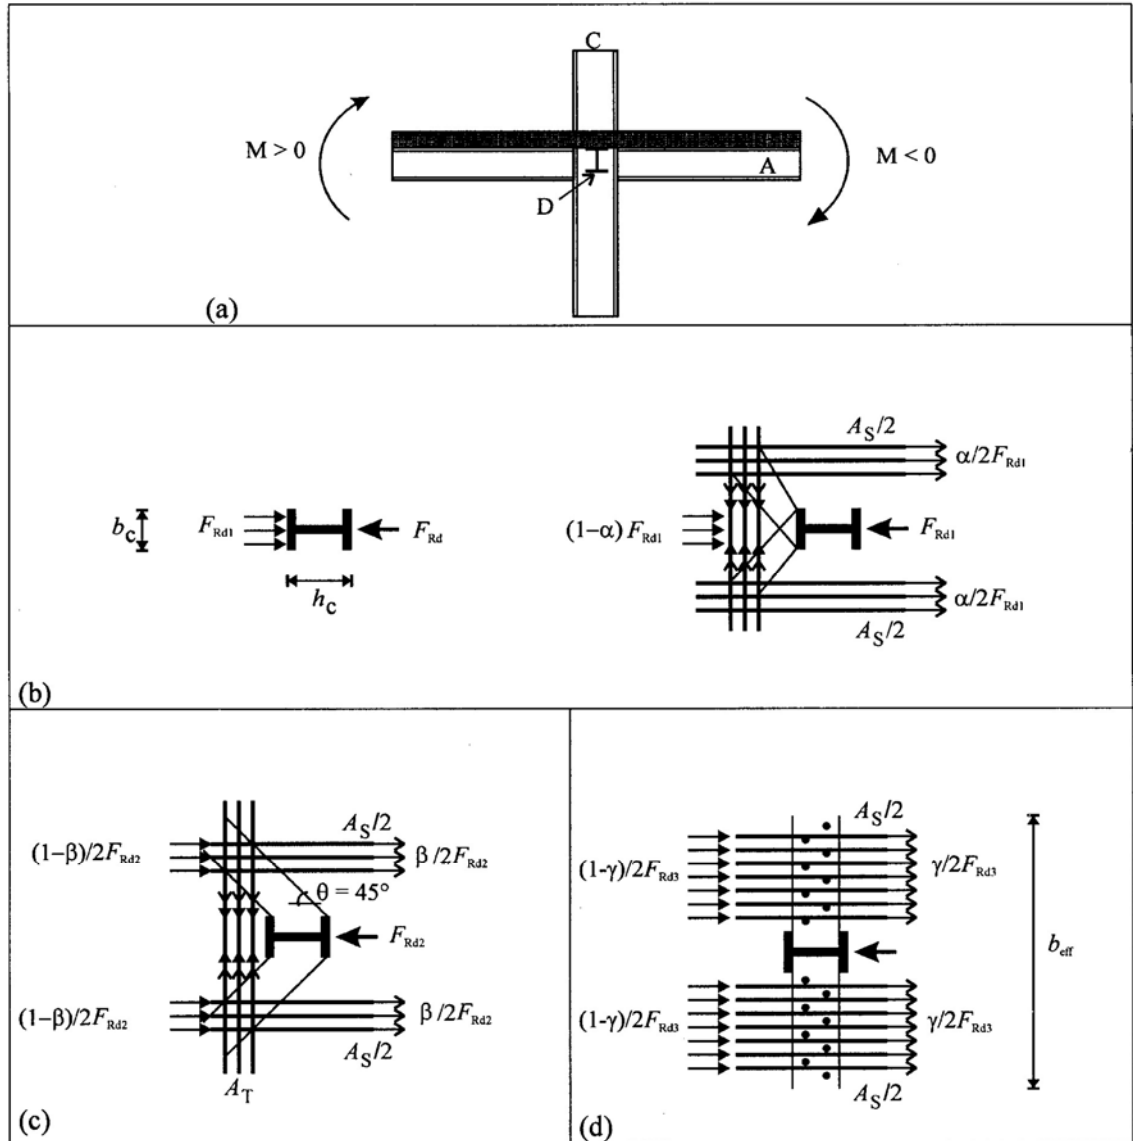 C
M > 0
M < 0
A
D
(a)
A_S/2
α/2F_Rd1
b_c
F_Rd1
F_Rd
(1–α) F_Rd1
F_Rd1
h_c
α/2F_Rd1
A_S/2
(b)
A_S/2
(1–β)/2F_Rd2
β/2F_Rd2
θ = 45°
F_Rd2
(1–β)/2F_Rd2
β/2F_Rd2
A_S/2
A_T
(c)
A_S/2
(1-γ)/2F_Rd3
γ/2F_Rd3
b_eff
(1-γ)/2F_Rd3
γ/2F_Rd3
A_S/2
(d)